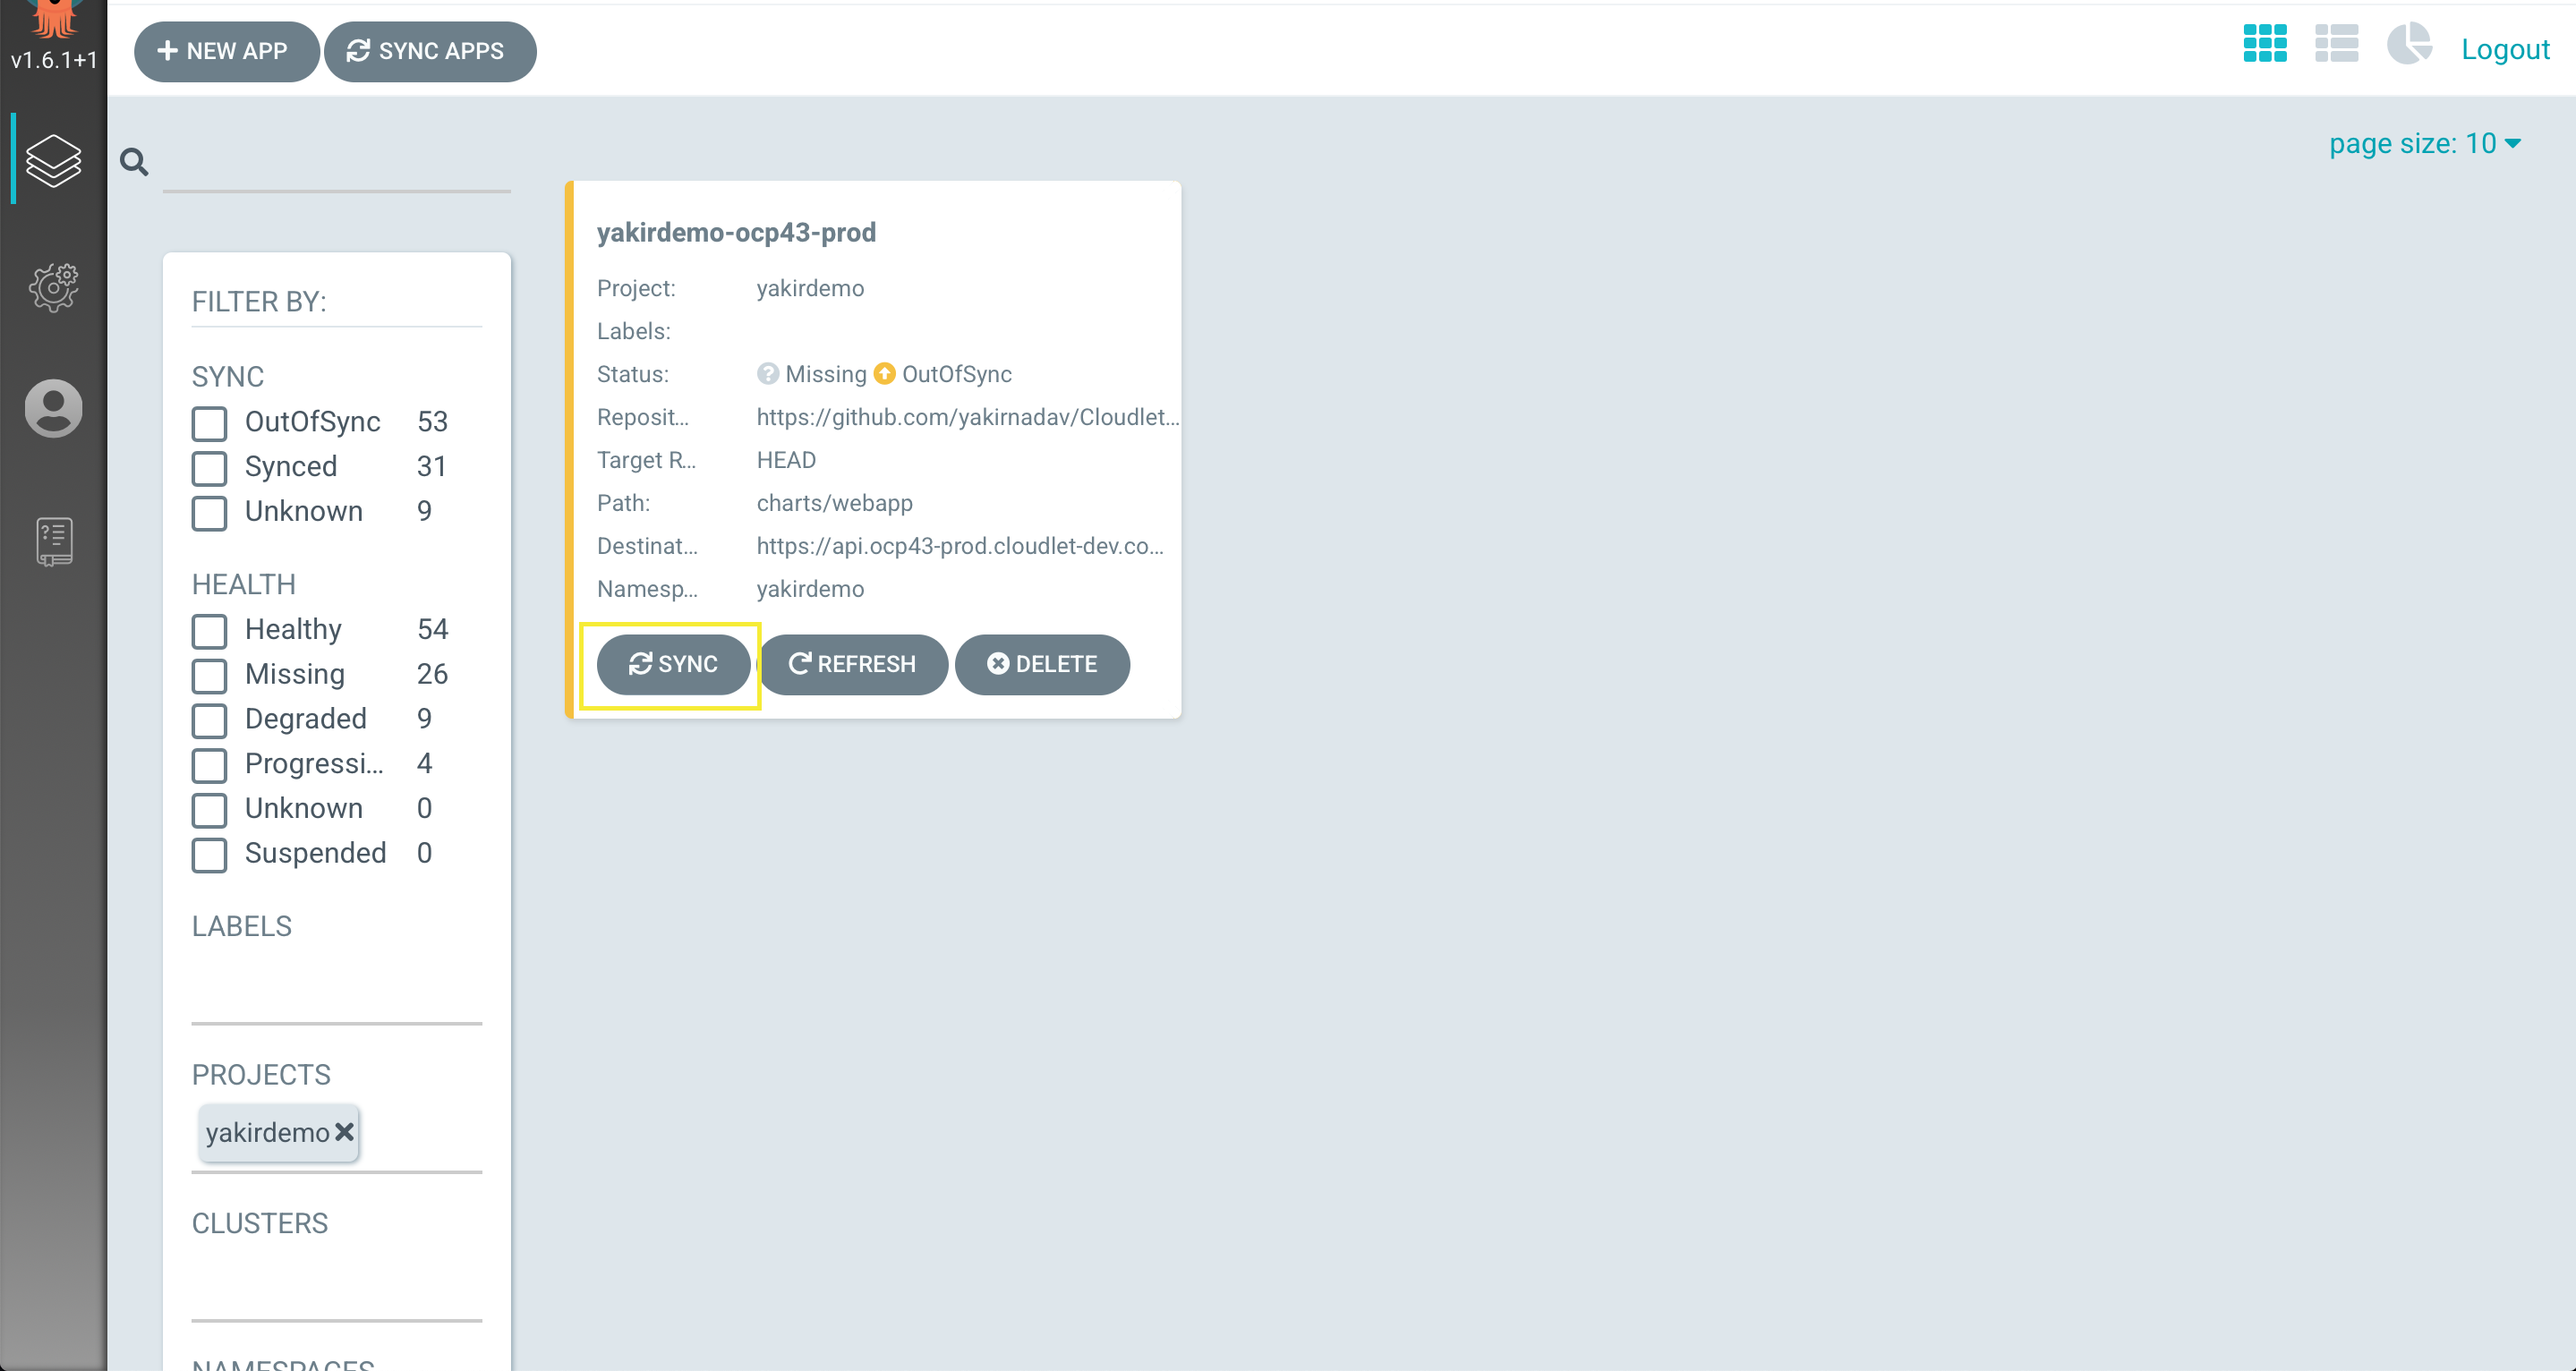 v1.6.1+1
NEW APP
SYNC APPS
Logout
page size: 10
FILTER BY:
SYNC
OutOfSync 53
Synced 31
Unknown 9
HEALTH
Healthy 54
Missing 26
Degraded 9
Progressi... 4
Unknown 0
Suspended 0
LABELS
PROJECTS
yakirdemo
CLUSTERS
NAMESPACES
yakirdemo-ocp43-prod
Project: yakirdemo
Labels:
Status: Missing OutOfSync
Reposit... https://github.com/yakirnadav/Cloudlet...
Target R... HEAD
Path: charts/webapp
Destinat... https://api.ocp43-prod.cloudlet-dev.co...
Namesp... yakirdemo
SYNC
REFRESH
DELETE